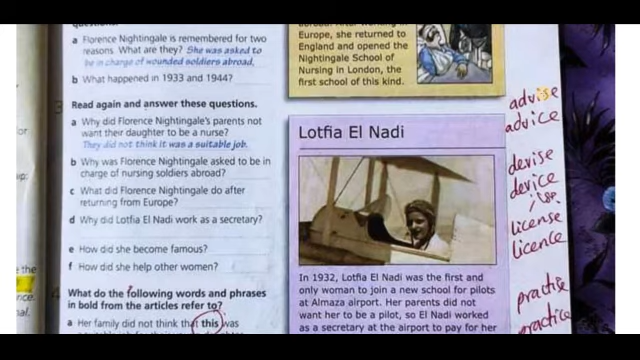 a Florence Nightingale is remembered for two
reasons. What are they? She was asked to
be in charge of wounded soldiers abroad,
b What happened in 1933 and 1944?
3 Read again and answer these questions.
a Why did Florence Nightingale's parents not
want their daughter to be a nurse?
They did not think it was a suitable job.
b Why was Florence Nightingale asked to be in
charge of nursing soldiers abroad?
c What did Florence Nightingale do after
returning from Europe?
d Why did Lotfia El Nadi work as a secretary?
e How did she become famous?
f How did she help other women?
4 What do the following words and phrases
in bold from the articles refer to?
a Her family did not think that this was
Europe, she returned to
England and opened the
Nightingale School of
Nursing in London, the
first school of this kind.
Lotfia El Nadi
In 1932, Lotfia El Nadi was the first and
only woman to join a new school for pilots
at Almaza airport. Her parents did not
want her to be a pilot, so El Nadi worked
as a secretary at the airport to pay for her
advise
advice
devise
device
license
licence
practise
practice